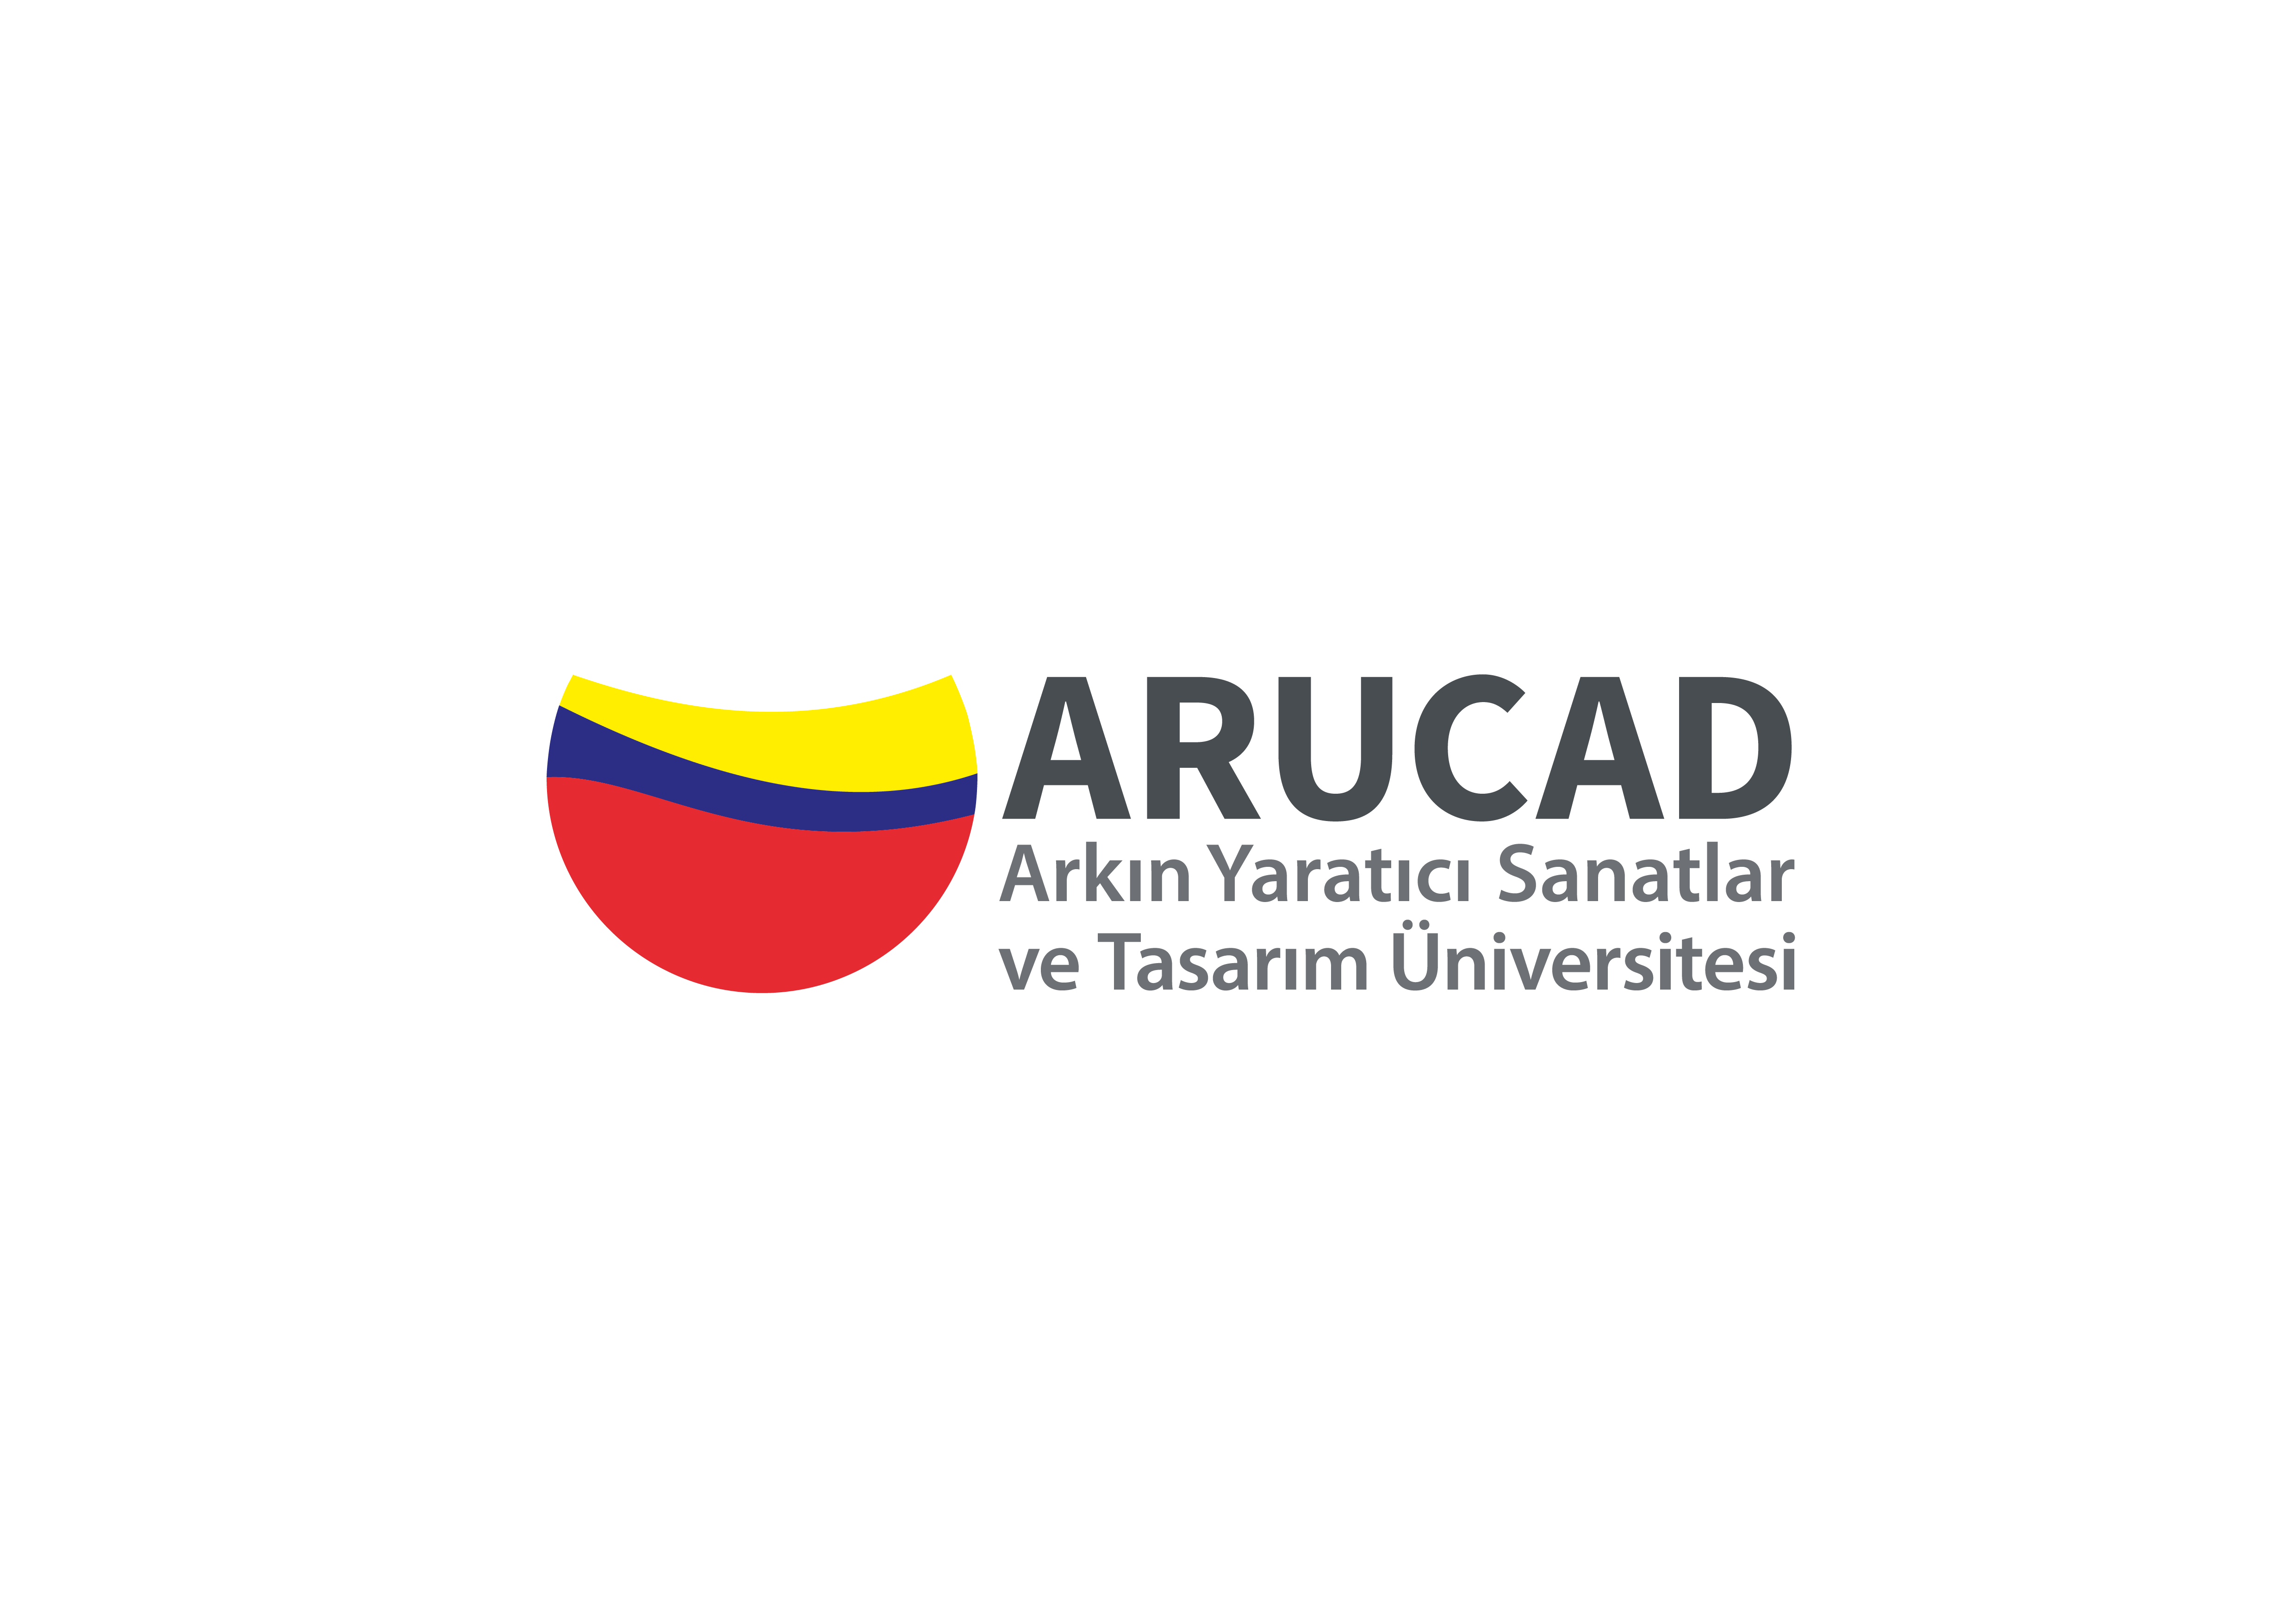 ARUCAD
Arkın Yaratıcı Sanatlar
ve Tasarım Üniversitesi